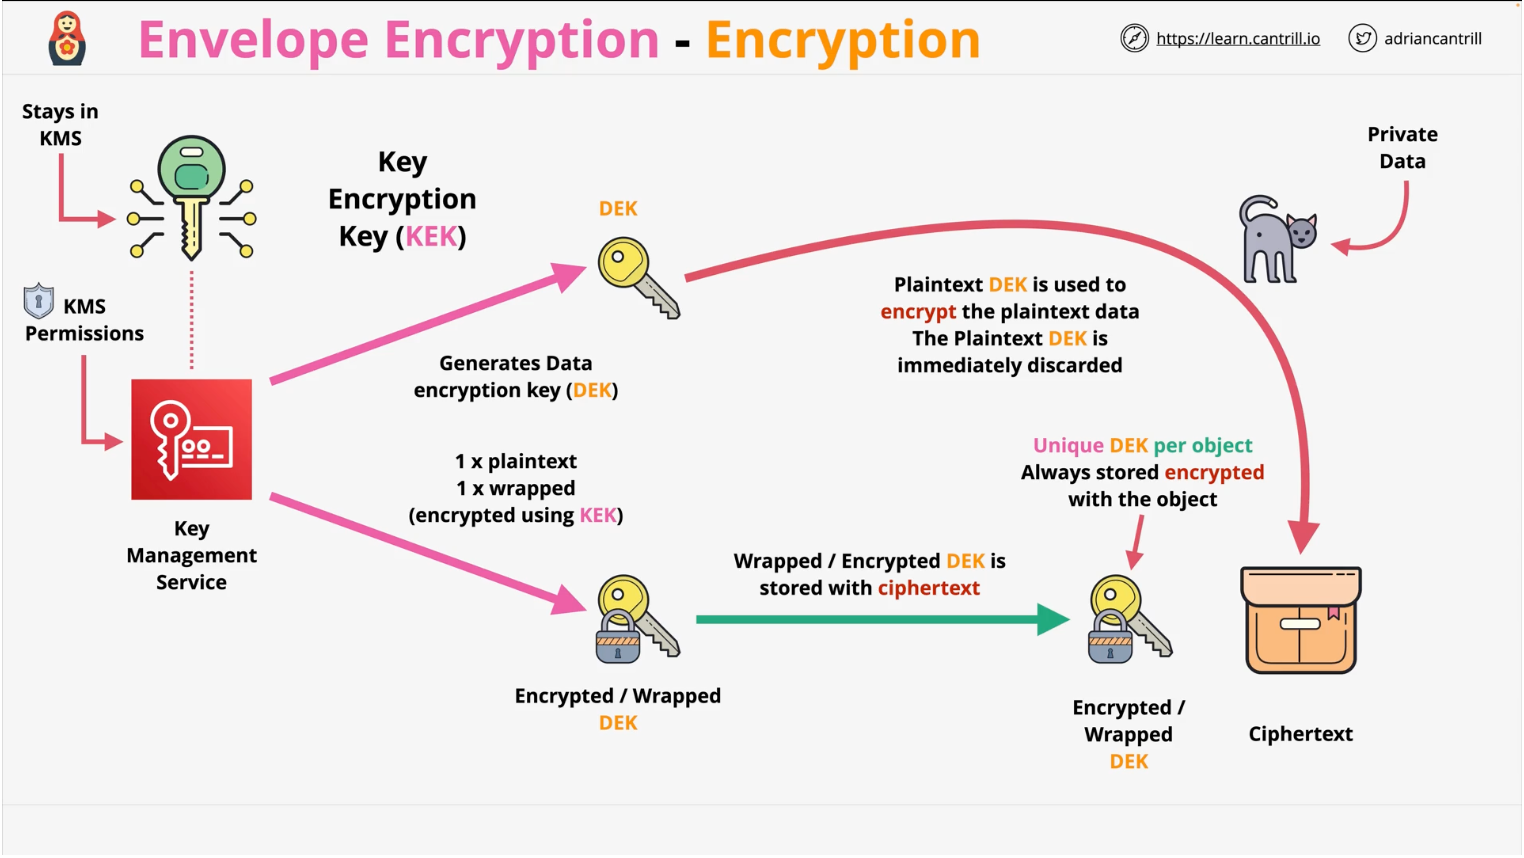 Envelope Encryption - Encryption
https://learn.cantrill.io
adriancantrill
Stays in
KMS
Key
Encryption
Key (KEK)
DEK
Private
Data
KMS
Permissions
Plaintext DEK is used to
encrypt the plaintext data
The Plaintext DEK is
immediately discarded
Generates Data
encryption key (DEK)
1 x plaintext
1 x wrapped
(encrypted using KEK)
Unique DEK per object
Always stored encrypted
with the object
Key
Management
Service
Wrapped / Encrypted DEK is
stored with ciphertext
Encrypted / Wrapped
DEK
Encrypted /
Wrapped
DEK
Ciphertext